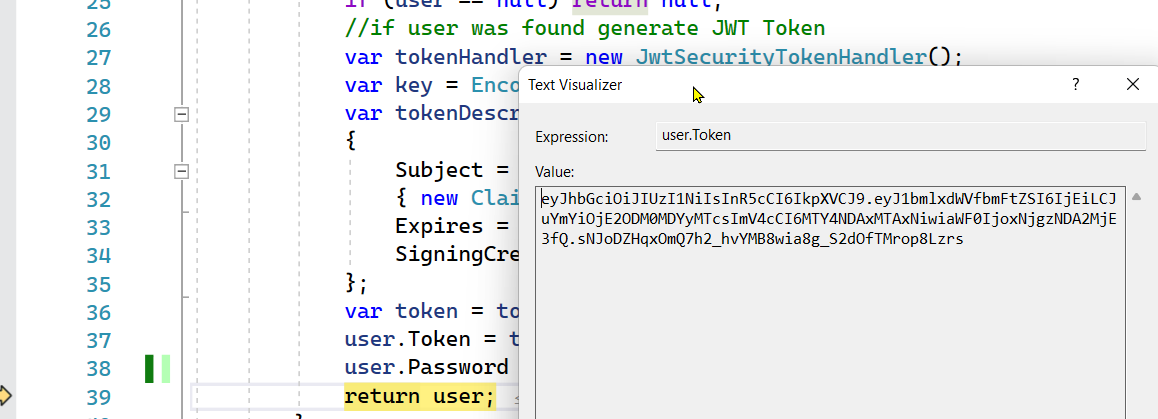 25 if (user == null) return null;
26 //if user was found generate JWT Token
27 var tokenHandler = new JwtSecurityTokenHandler();
28 var key = Enco
29 var tokenDescr
30 {
31 Subject =
32 { new Clai
33 Expires =
34 SigningCre
35 };
36 var token = to
37 user.Token = t
38 user.Password
39 return user;
Text Visualizer
?
Expression: user.Token
Value:
eyJhbGciOiJIUzI1NiIsInR5cCI6IkpXVCJ9.eyJ1bmlxdWVfbmFtZSI6IjEiLCJ
uYmYiOjE2ODM0MDYyMTcsImV4cCI6MTY4NDAxMTAxNiwiaWF0IjoxNjgzNDA2MjE
3fQ.sNJoDZHqxOmQ7h2_hvYMB8wia8g_S2dOfTMrop8Lzrs